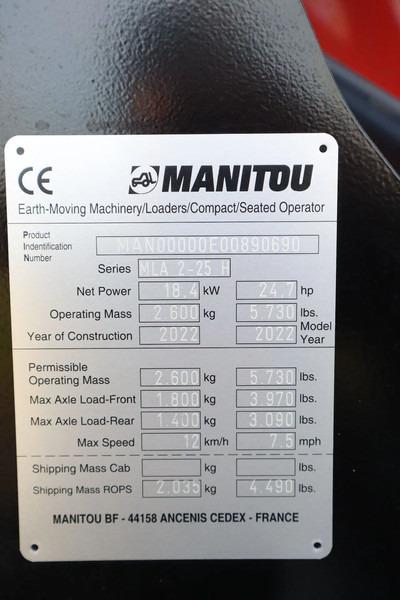 CE MANITOU
Earth-Moving Machinery/Loaders/Compact/Seated Operator
Product
Indentification MAN00000E00890690
Number
Series MLA 2-25 H
Net Power 18.4 kW 24.7 hp
Operating Mass 2.600 kg 5.730 lbs.
Year of Construction 2022 2022 Model Year
Permissible
Operating Mass 2.600 kg 5.730 lbs.
Max Axle Load-Front 1.800 kg 3.970 lbs.
Max Axle Load-Rear 1.400 kg 3.090 lbs.
Max Speed 12 km/h 7.5 mph
Shipping Mass Cab kg lbs.
Shipping Mass ROPS 2.035 kg 4.490 lbs.
MANITOU BF - 44158 ANCENIS CEDEX - FRANCE